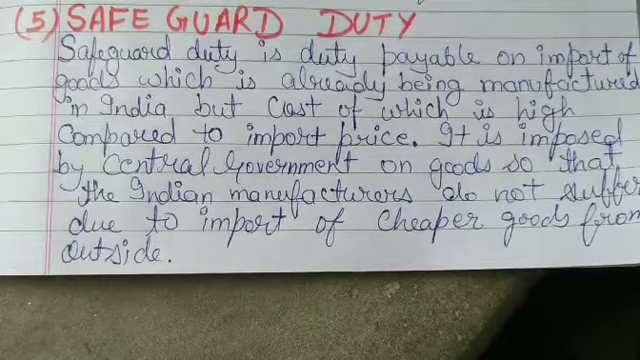 (5) SAFE GUARD DUTY
Safeguard duty is duty payable on import of
goods which is already being manufactured
in India but Cost of which is high
Compared to import price. It is imposed
by Central Government on goods so that
the Indian manufacturers do not suffer
due to import of Cheaper goods from
outside.